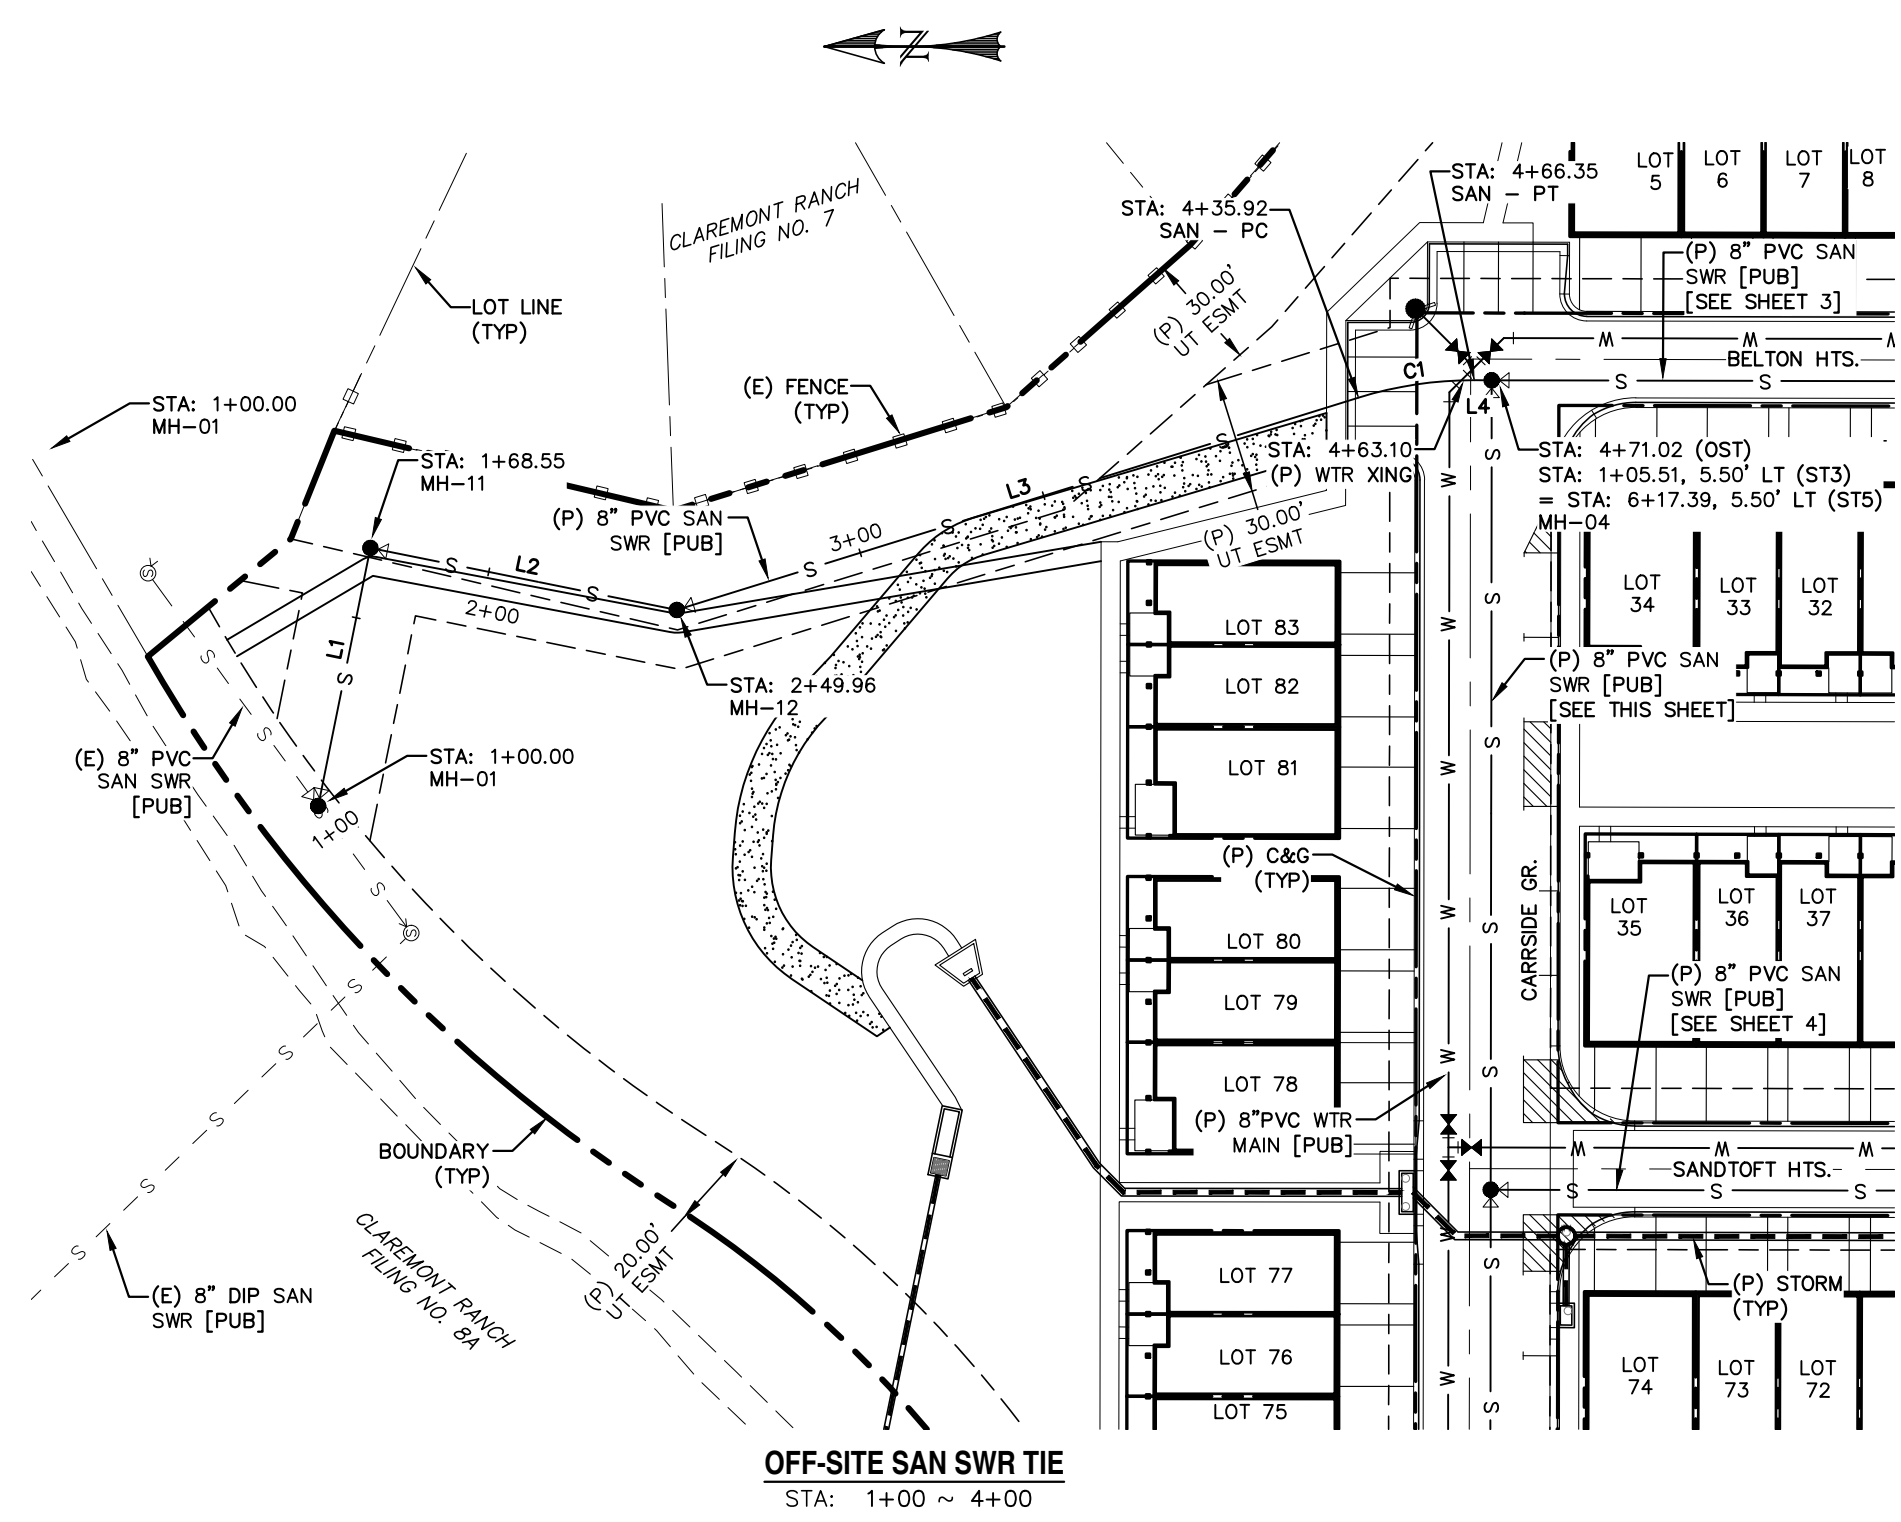 N
CLAREMONT RANCH
FILING NO. 7
STA: 4+66.35
SAN - PT
STA: 4+35.92
SAN - PC
LOT
5
LOT
6
LOT
7
LOT
8
(P) 8" PVC SAN
SWR [PUB]
[SEE SHEET 3]
LOT LINE
(TYP)
(P) 30.00'
UT ESMT
W
W
W
BELTON HTS.
C1
S
S
L4
(E) FENCE
(TYP)
STA: 1+00.00
MH-01
STA: 1+68.55
MH-11
S
STA: 4+63.10
(P) WTR XING
STA: 4+71.02 (OST)
STA: 1+05.51, 5.50' LT (ST3)
= STA: 6+17.39, 5.50' LT (ST5)
MH-04
L3
S
(P) 8" PVC SAN
SWR [PUB]
S
3+00
S
(P) 30.00'
UT ESMT
W
S
S
L2
S
2+00
S
L1
S
S
LOT
34
LOT
33
LOT
32
LOT 83
W
S
LOT 82
(P) 8" PVC SAN
SWR [PUB]
[SEE THIS SHEET]
STA: 2+49.96
MH-12
S
S
(E) 8" PVC
SAN SWR
[PUB]
STA: 1+00.00
MH-01
1+00
LOT 81
W
S
(P) C&G
(TYP)
CARRSIDE GR.
LOT
35
LOT
36
LOT
37
S
S
LOT 80
W
S
(P) 8" PVC SAN
SWR [PUB]
[SEE SHEET 4]
LOT 79
S
S
S
S
S
S
LOT 78
W
S
(P) 8"PVC WTR
MAIN [PUB]
BOUNDARY
(TYP)
W
W
W
SANDTOFT HTS.
S
S
S
(P) 20.00'
UT ESMT
CLAREMONT RANCH
FILING NO. 8A
(E) 8" DIP SAN
SWR [PUB]
W
S
LOT 77
(P) STORM
(TYP)
LOT 76
LOT 75
W
S
LOT
74
LOT
73
LOT
72
OFF-SITE SAN SWR TIE
STA: 1+00 ~ 4+00